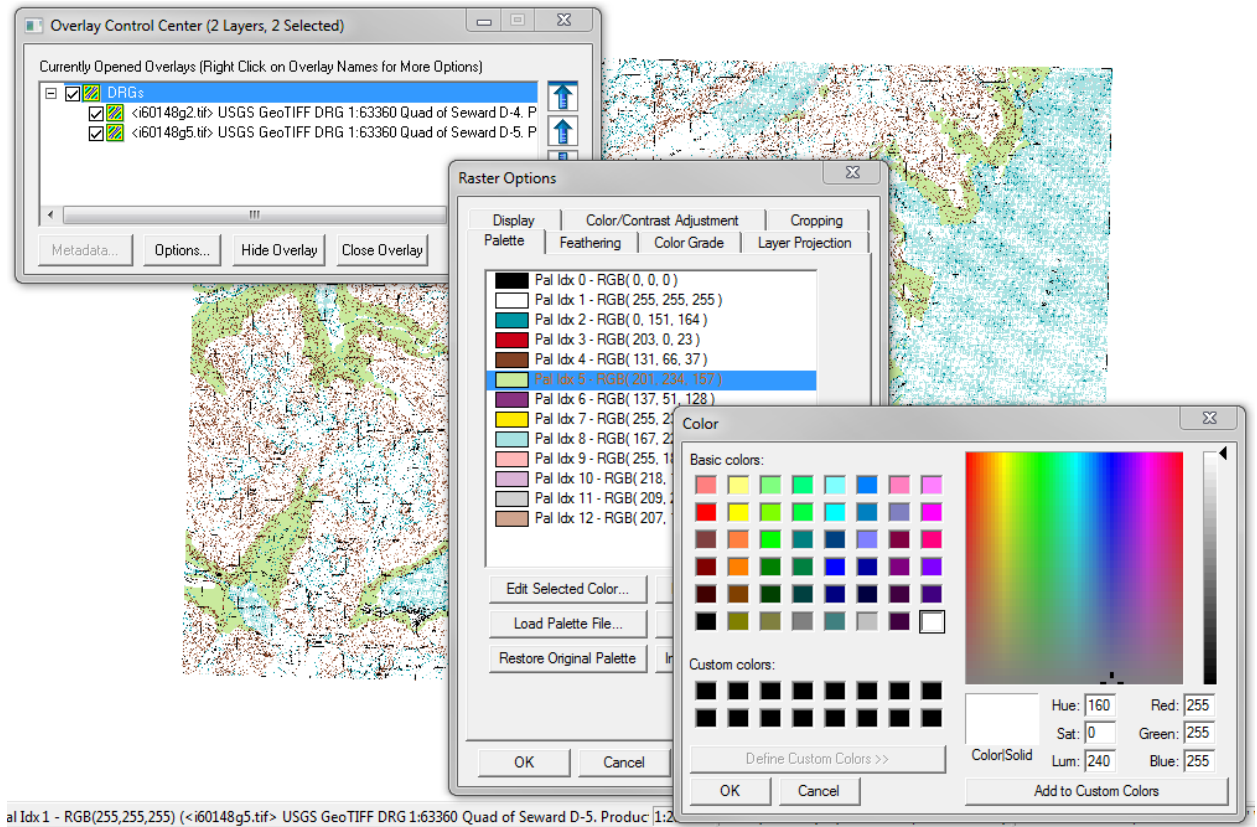 Overlay Control Center (2 Layers, 2 Selected)
Currently Opened Overlays (Right Click on Overlay Names for More Options)
DRGs
<i60148g2.tif> USGS GeoTIFF DRG 1:63360 Quad of Seward D-4. P
<i60148g5.tif> USGS GeoTIFF DRG 1:63360 Quad of Seward D-5. P
Metadata...
Options...
Hide Overlay
Close Overlay
Raster Options
Display
Color/Contrast Adjustment
Cropping
Palette
Feathering
Color Grade
Layer Projection
Pal Idx 0 - RGB( 0, 0, 0 )
Pal Idx 1 - RGB( 255, 255, 255 )
Pal Idx 2 - RGB( 0, 151, 164 )
Pal Idx 3 - RGB( 203, 0, 23 )
Pal Idx 4 - RGB( 131, 66, 37 )
Pal Idx 5 - RGB( 201, 234, 157 )
Pal Idx 6 - RGB( 137, 51, 128 )
Pal Idx 7 - RGB( 255, 2
Pal Idx 8 - RGB( 167, 2
Pal Idx 9 - RGB( 255, 18
Pal Idx 10 - RGB( 218,
Pal Idx 11 - RGB( 209, 2
Pal Idx 12 - RGB( 207,
Edit Selected Color...
Load Palette File...
Restore Original Palette
OK
Cancel
Color
Basic colors:
Custom colors:
Define Custom Colors >>
OK
Cancel
Color|Solid
Hue: 160
Sat: 0
Lum: 240
Red: 255
Green: 255
Blue: 255
Add to Custom Colors
al Idx 1 - RGB(255,255,255) (<i60148g5.tif> USGS GeoTIFF DRG 1:63360 Quad of Seward D-5. Produc 1:2